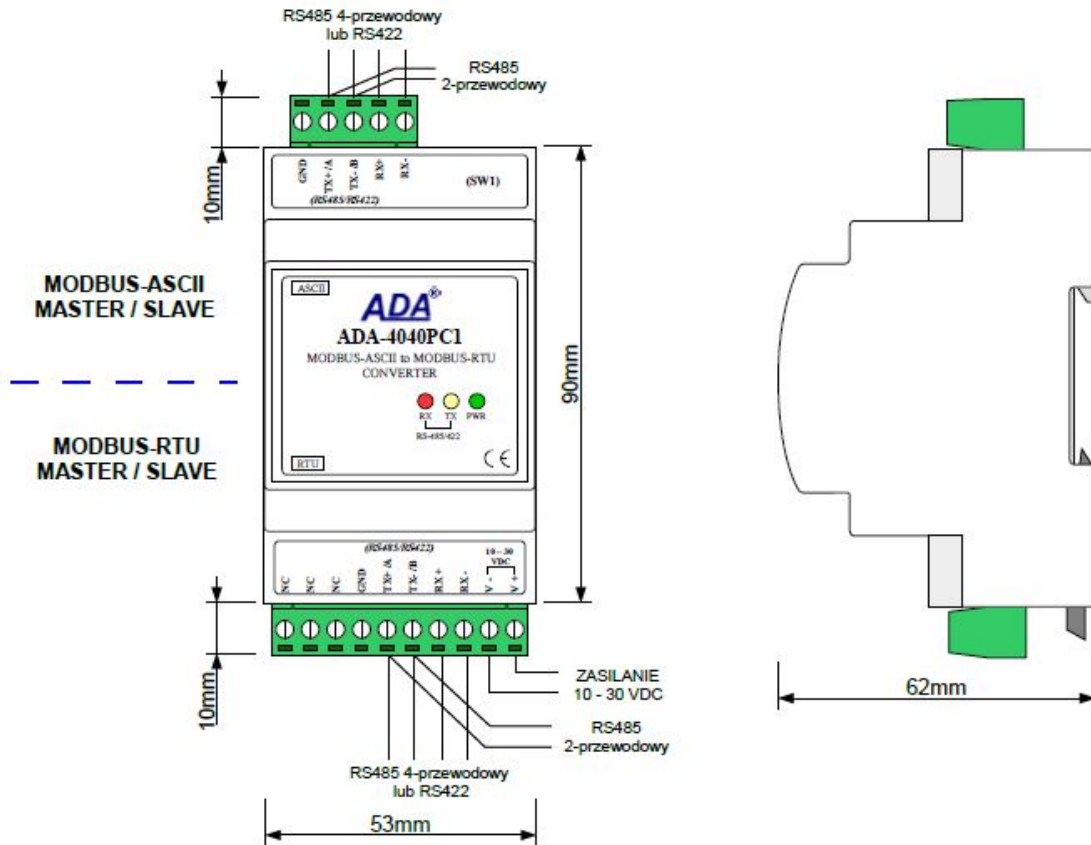 RS485 4-przewodowy
lub RS422
RS485
2-przewodowy
10mm
GND
TX+ /A
TX- /B
RX+
RX-
(SW1)
(RS485/RS422)
MODBUS-ASCII
MASTER / SLAVE
ASCII
ADA®
ADA-4040PC1
MODBUS-ASCII to MODBUS-RTU
CONVERTER
RX TX PWR
RS-485/422
90mm
MODBUS-RTU
MASTER / SLAVE
RTU
CE
(RS485/RS422)
10 – 30
VDC
NC
NC
NC
GND
TX+ /A
TX- /B
RX +
RX -
V -
V +
10mm
ZASILANIE
10 - 30 VDC
RS485
2-przewodowy
RS485 4-przewodowy
lub RS422
53mm
62mm